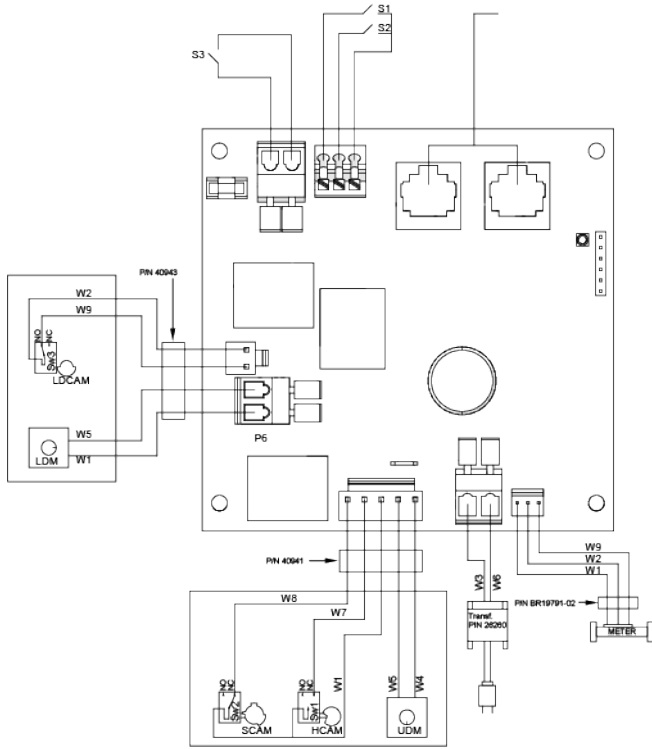 S1
S2
S3
P/N 40943
W2
W9
NO
NC
Sw3
LDCAM
W5
LDM
W1
P6
P/N 40941
W9
W2
W1
W3
W6
P/N BR19791-02
Transf.
P/N 26260
METER
W8
W7
W1
W5
W4
NO
NC
Sw2
SCAM
NO
NC
Sw1
HCAM
UDM